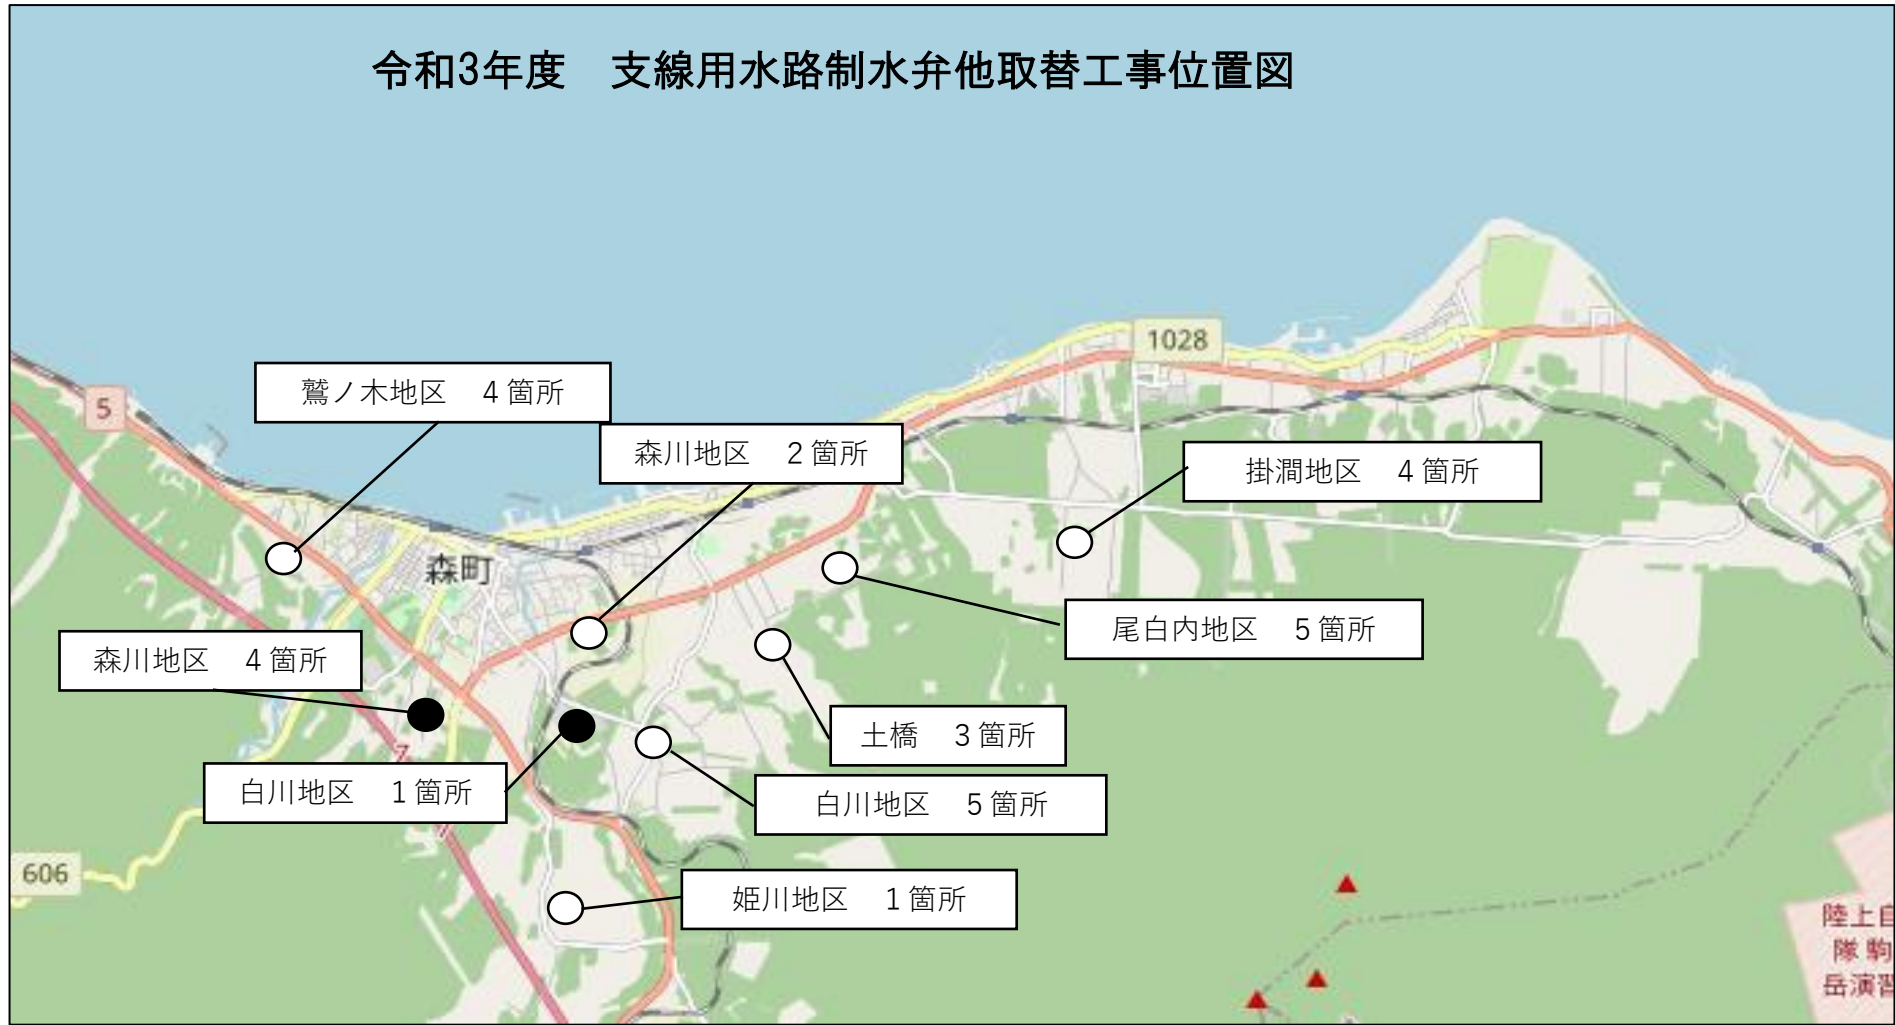 令和3年度　支線用水路制水弁他取替工事位置図
1028
鷲ノ木地区　4箇所
5
森川地区　2箇所
掛澗地区　4箇所
森町
尾白内地区　5箇所
森川地区　4箇所
土橋　3箇所
7
白川地区　1箇所
白川地区　5箇所
606
姫川地区　1箇所
陸上自
隊 駒
岳演習